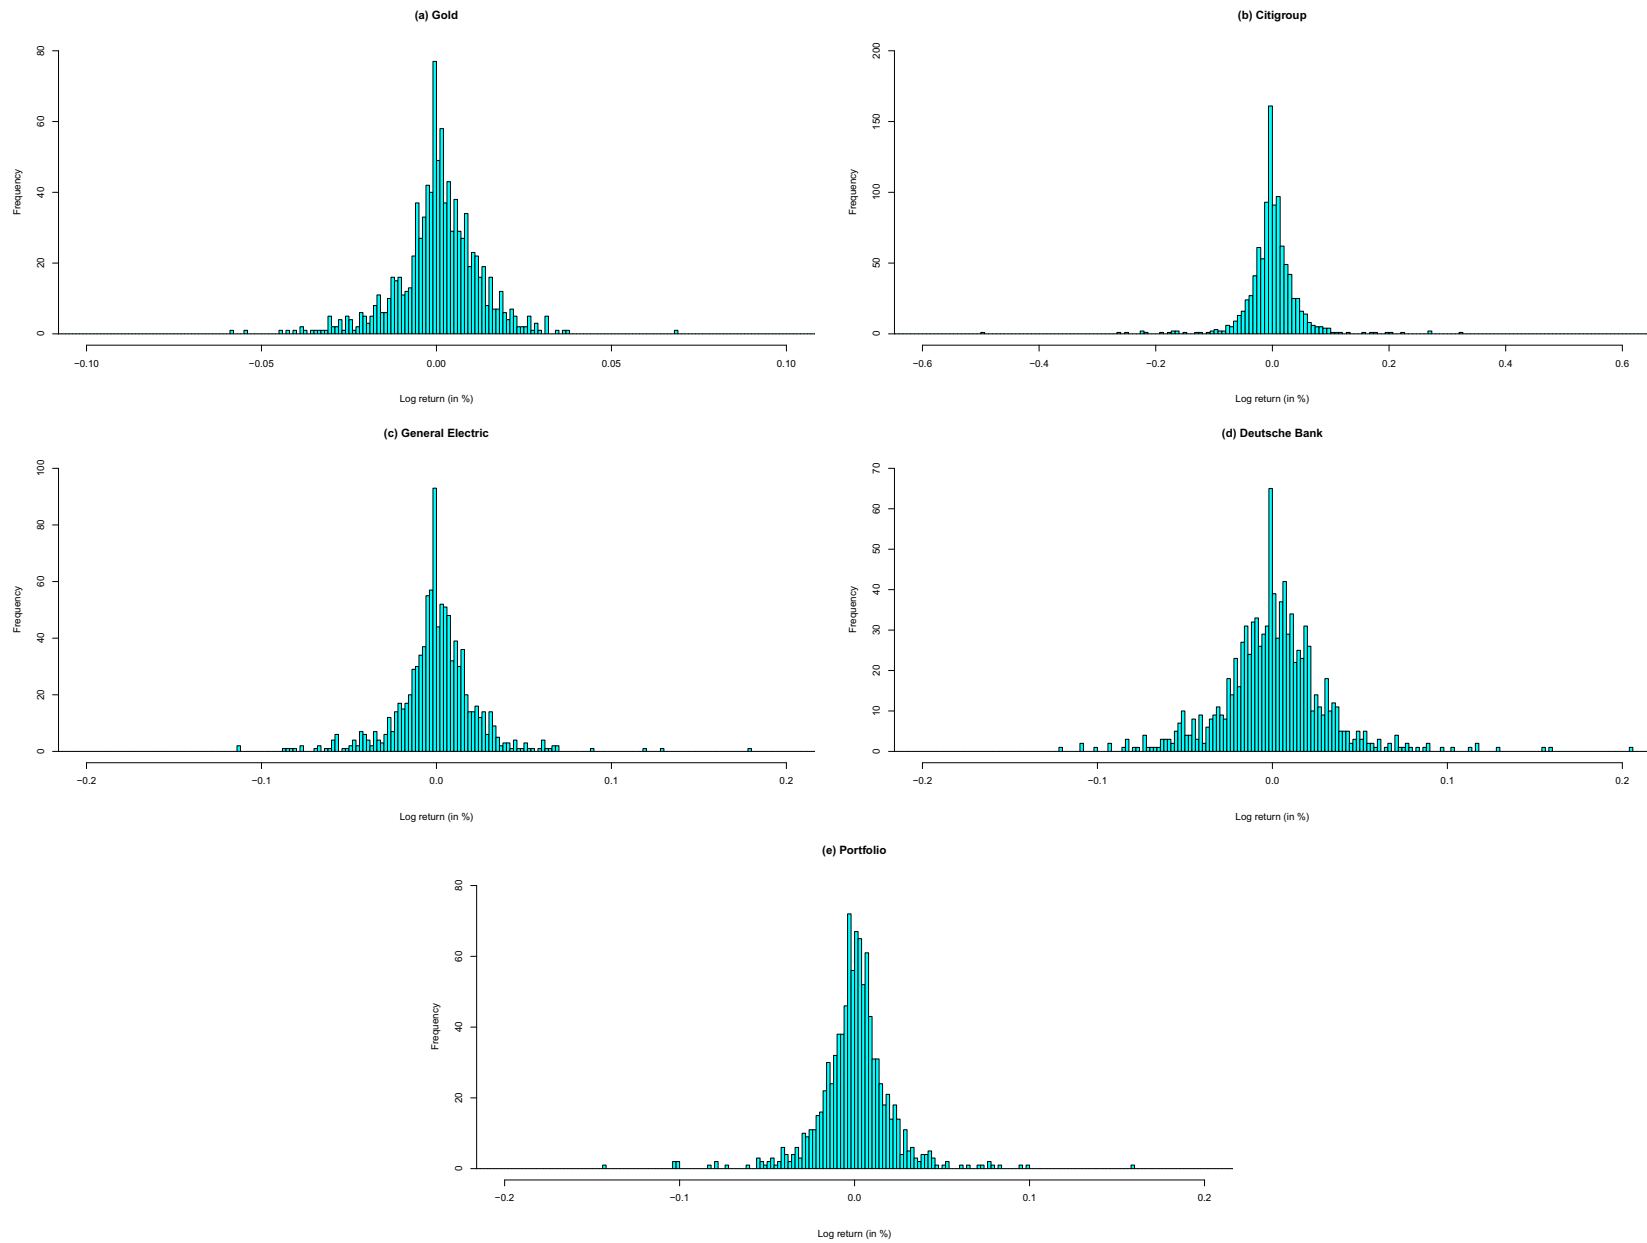 (a) Gold
80
60
40
20
0
Frequency
−0.10 −0.05 0.00 0.05 0.10
Log return (in %)
(b) Citigroup
200
150
100
50
0
Frequency
−0.6 −0.4 −0.2 0.0 0.2 0.4 0.6
Log return (in %)
(c) General Electric
100
80
60
40
20
0
Frequency
−0.2 −0.1 0.0 0.1 0.2
Log return (in %)
(d) Deutsche Bank
70
60
50
40
30
20
10
0
Frequency
−0.2 −0.1 0.0 0.1 0.2
Log return (in %)
(e) Portfolio
80
60
40
20
0
Frequency
−0.2 −0.1 0.0 0.1 0.2
Log return (in %)